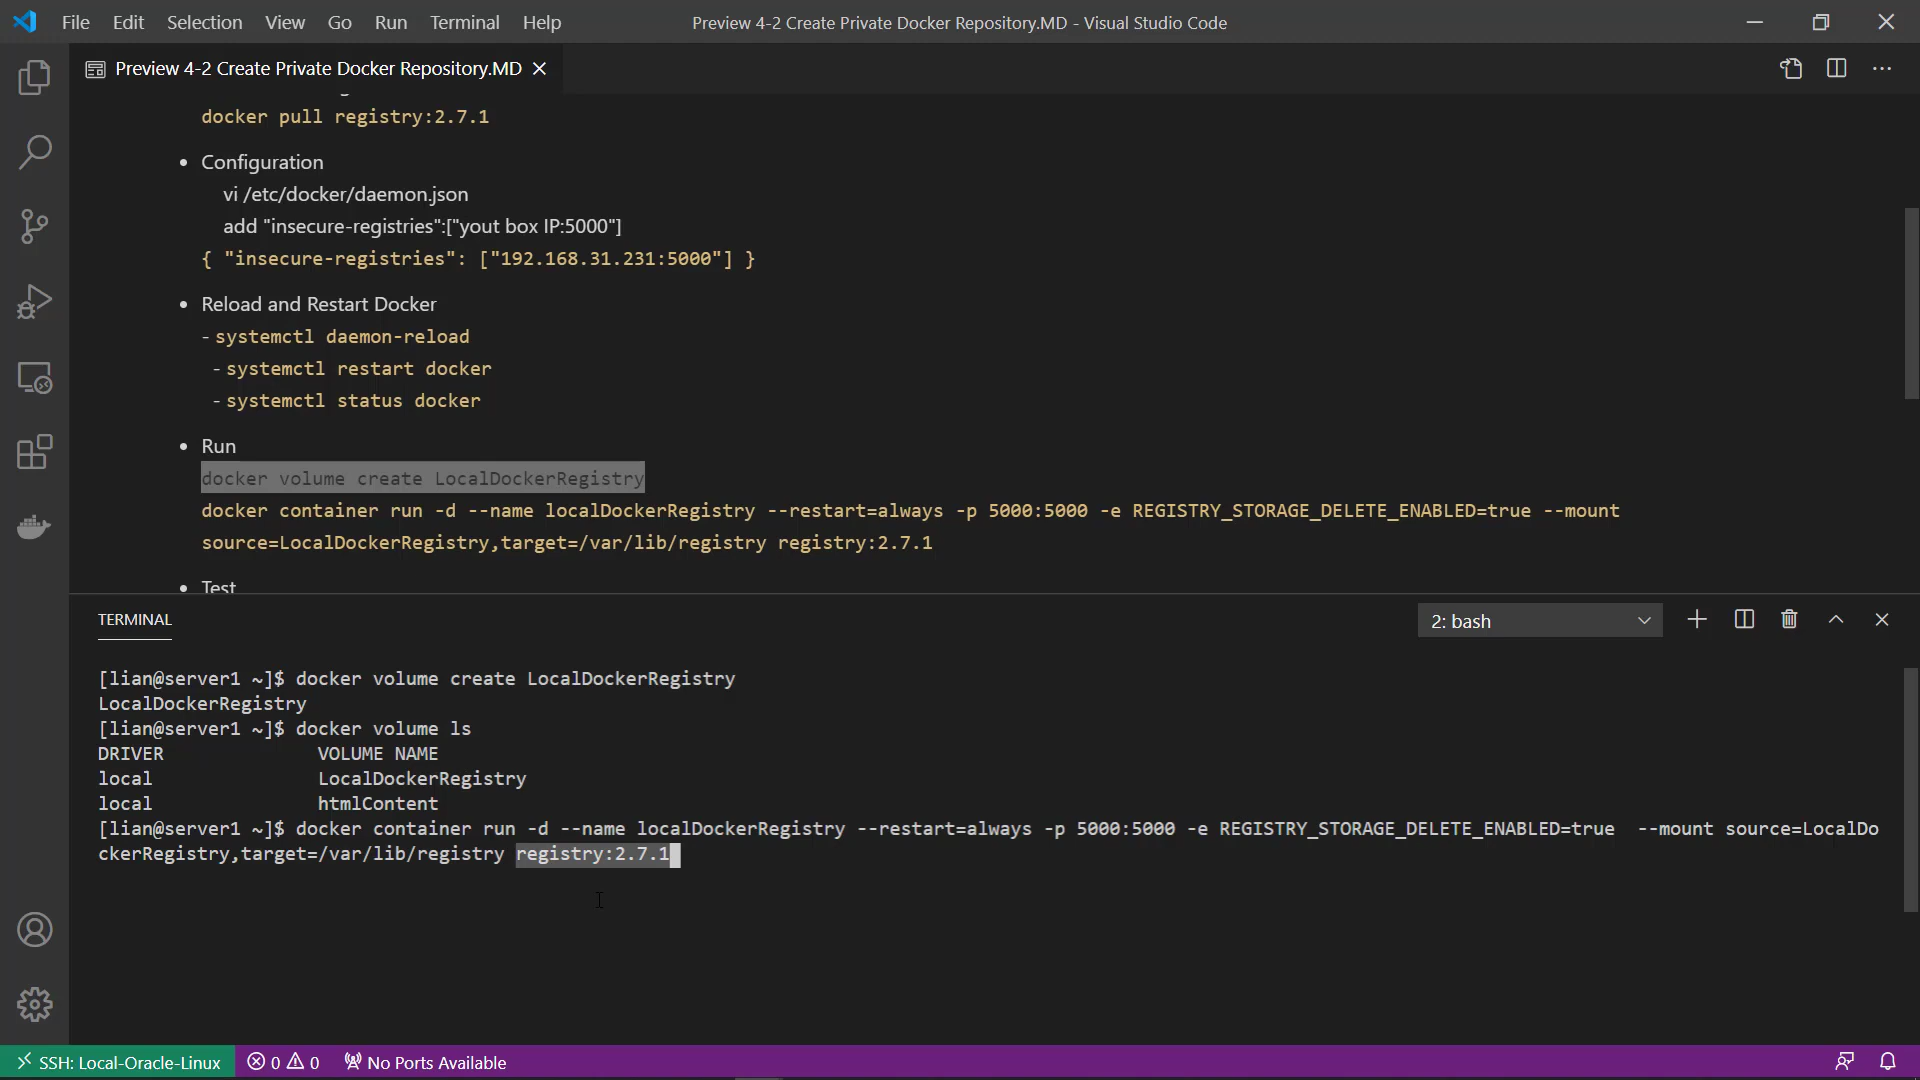 File Edit Selection View Go Run Terminal Help
Preview 4-2 Create Private Docker Repository.MD - Visual Studio Code
Preview 4-2 Create Private Docker Repository.MD
docker pull registry:2.7.1
• Configuration
vi /etc/docker/daemon.json
add "insecure-registries":["yout box IP:5000"]
{ "insecure-registries": ["192.168.31.231:5000"] }
• Reload and Restart Docker
- systemctl daemon-reload
- systemctl restart docker
- systemctl status docker
• Run
docker volume create LocalDockerRegistry
docker container run -d --name localDockerRegistry --restart=always -p 5000:5000 -e REGISTRY_STORAGE_DELETE_ENABLED=true --mount
source=LocalDockerRegistry,target=/var/lib/registry registry:2.7.1
• Test
TERMINAL
2: bash
[lian@server1 ~]$ docker volume create LocalDockerRegistry
LocalDockerRegistry
[lian@server1 ~]$ docker volume ls
DRIVER VOLUME NAME
local LocalDockerRegistry
local htmlContent
[lian@server1 ~]$ docker container run -d --name localDockerRegistry --restart=always -p 5000:5000 -e REGISTRY_STORAGE_DELETE_ENABLED=true --mount source=LocalDo
ckerRegistry,target=/var/lib/registry registry:2.7.1
SSH: Local-Oracle-Linux 0 0 No Ports Available